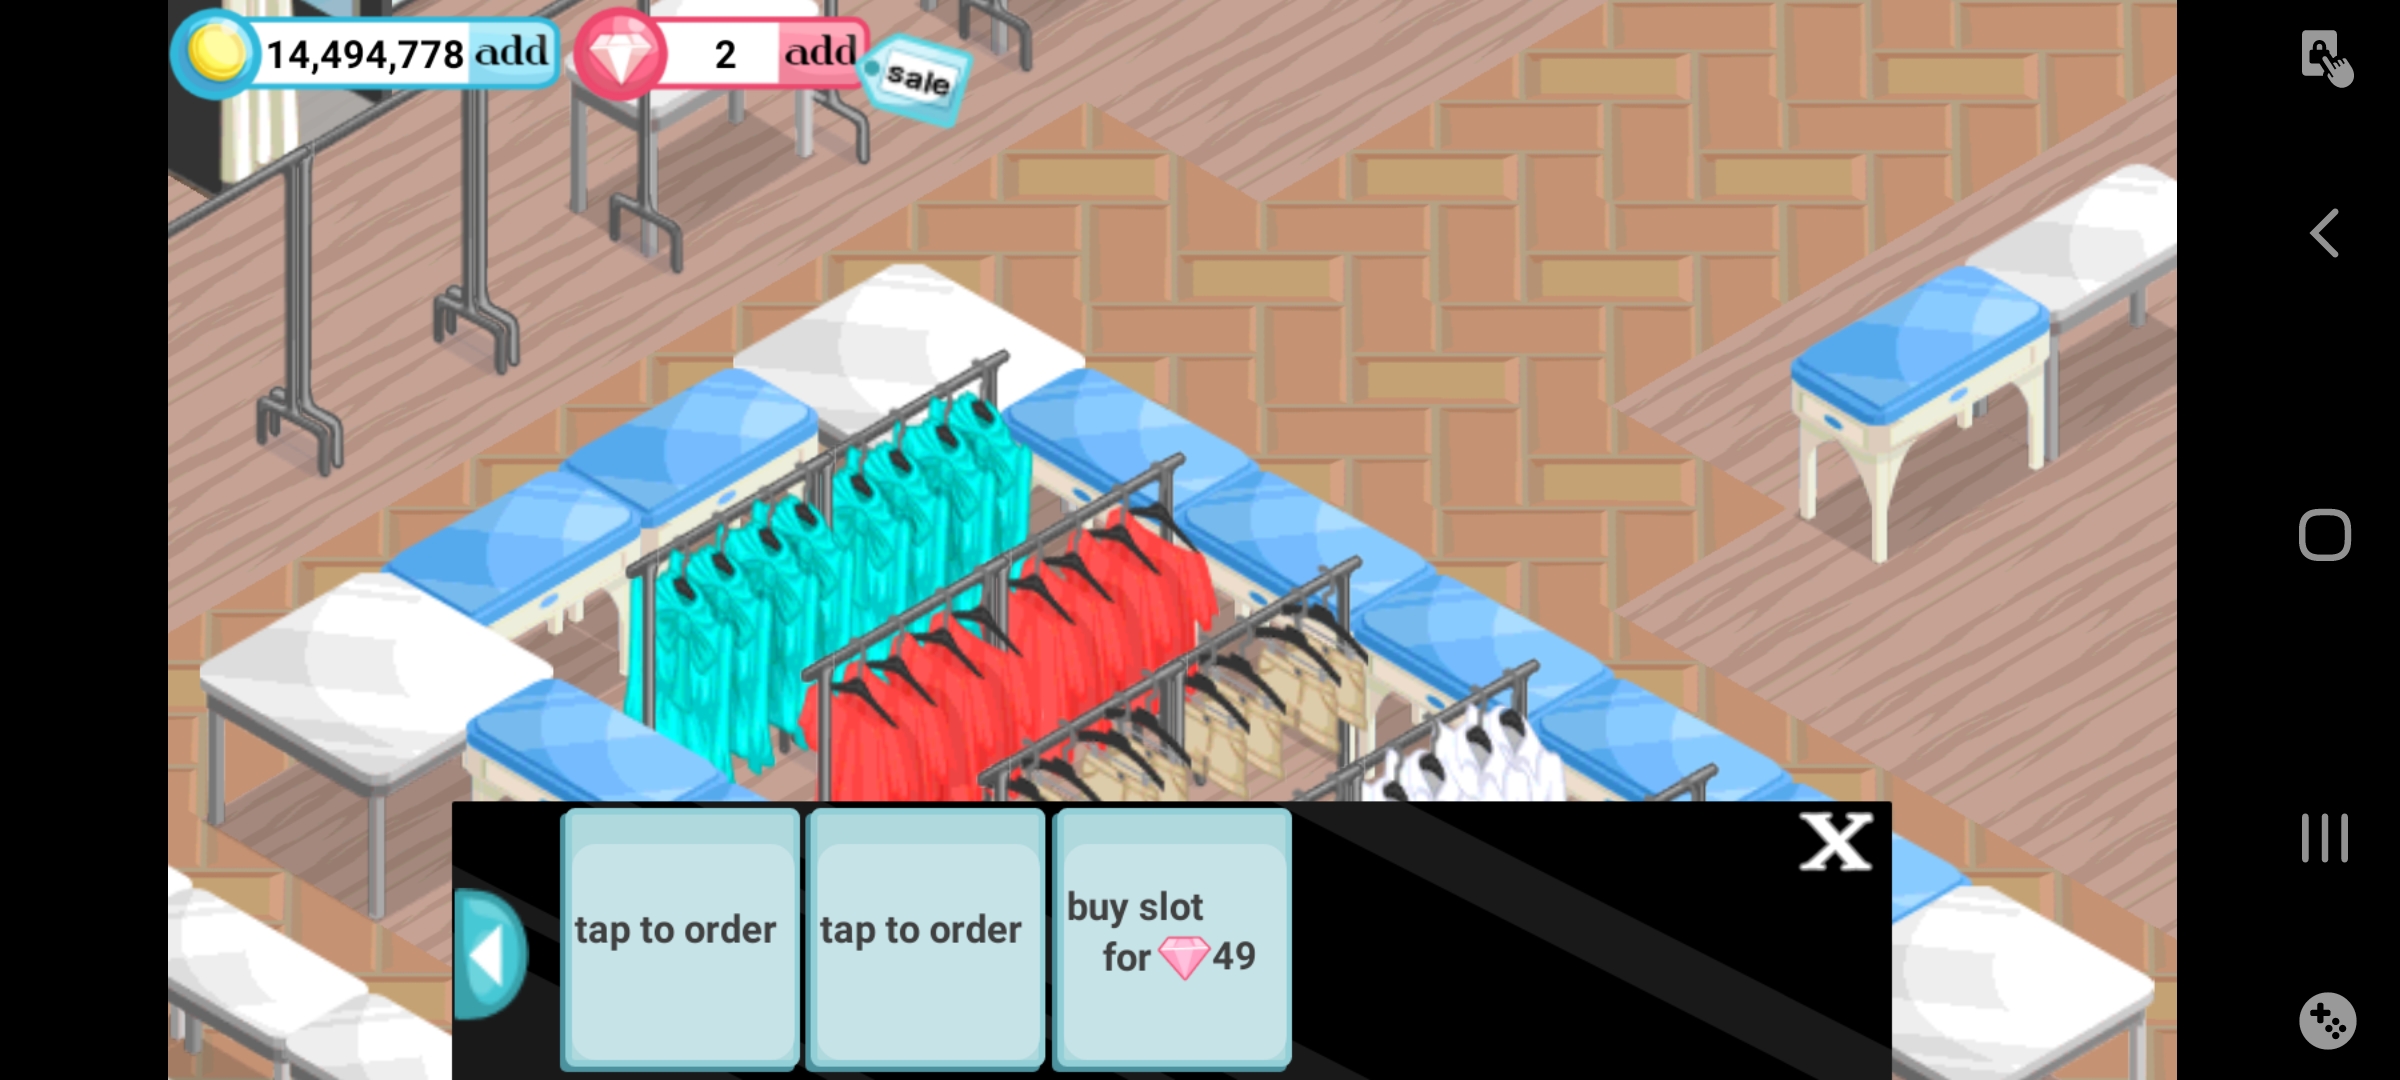 14,494,778 add
2 add
sale
tap to order
tap to order
buy slot
for 49
X